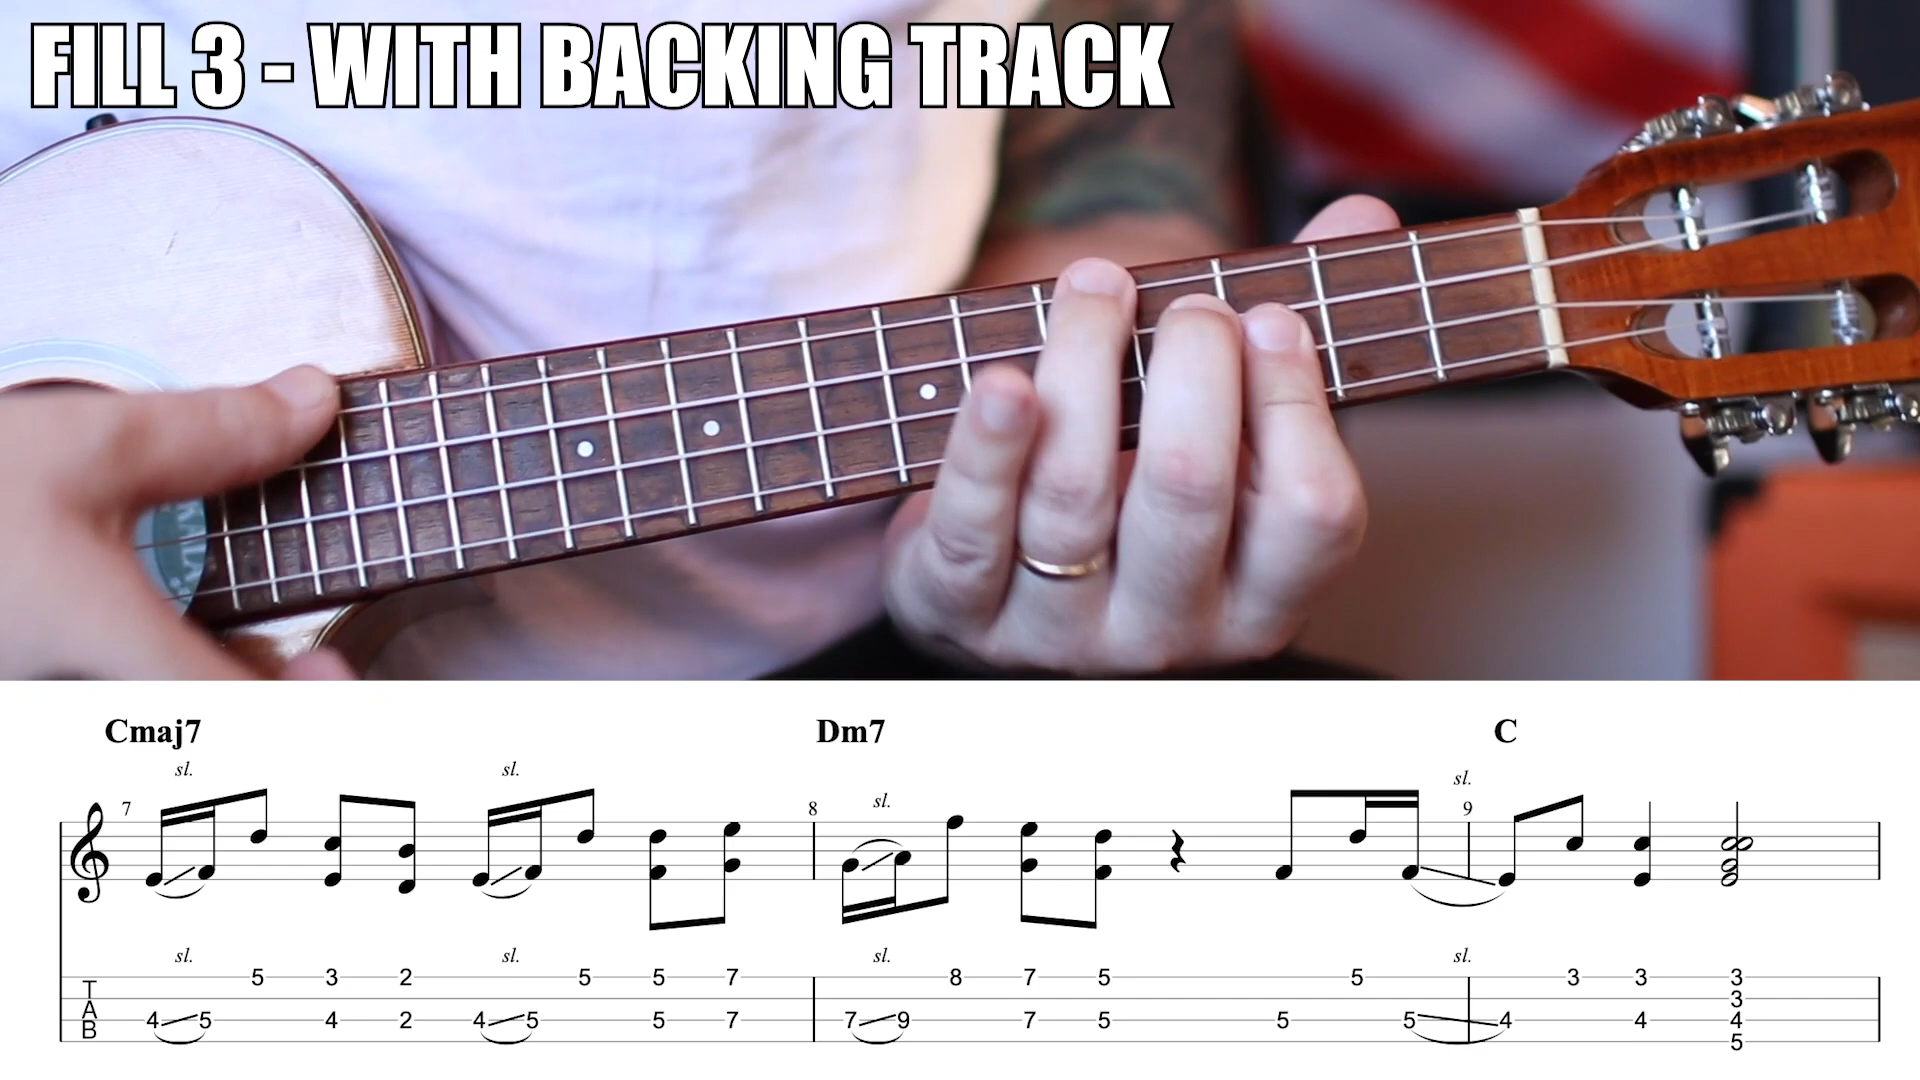 FILL 3 - WITH BACKING TRACK
Cmaj7 Dm7 C
sl. sl. sl. sl.
7 8 9
sl. sl. sl. sl.
5 3 2 5 5 7 8 7 5 5 3 3 3
T 3
A 4 5 4 2 4 5 5 7 7 9 7 5 5 5 4 4 4
B 5